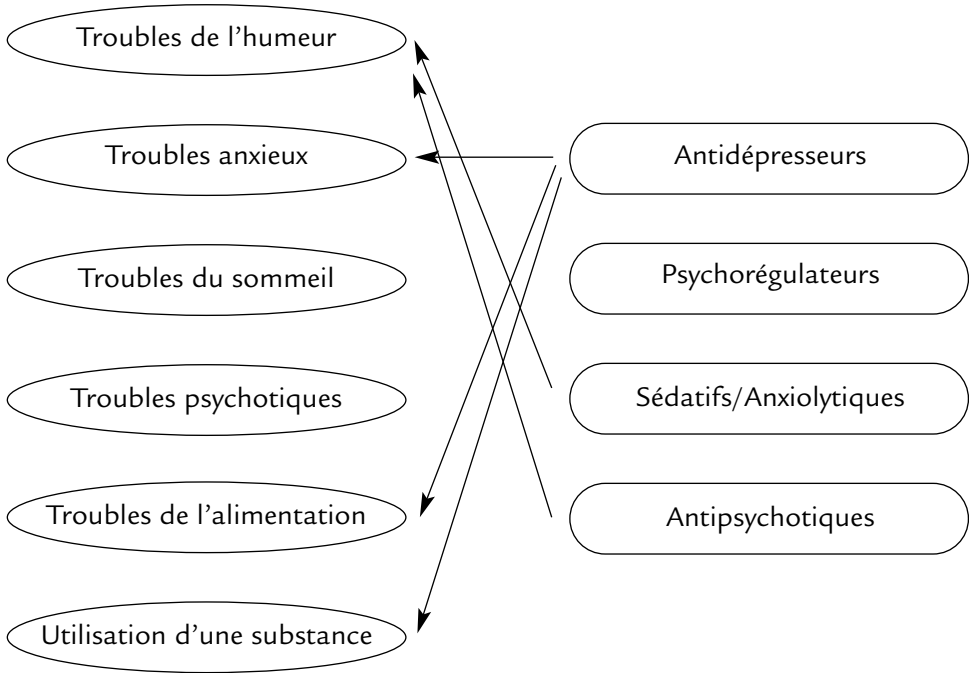 Troubles de l’humeur
Troubles anxieux
Troubles du sommeil
Troubles psychotiques
Troubles de l’alimentation
Utilisation d’une substance
Antidépresseurs
Psychorégulateurs
Sédatifs/Anxiolytiques
Antipsychotiques